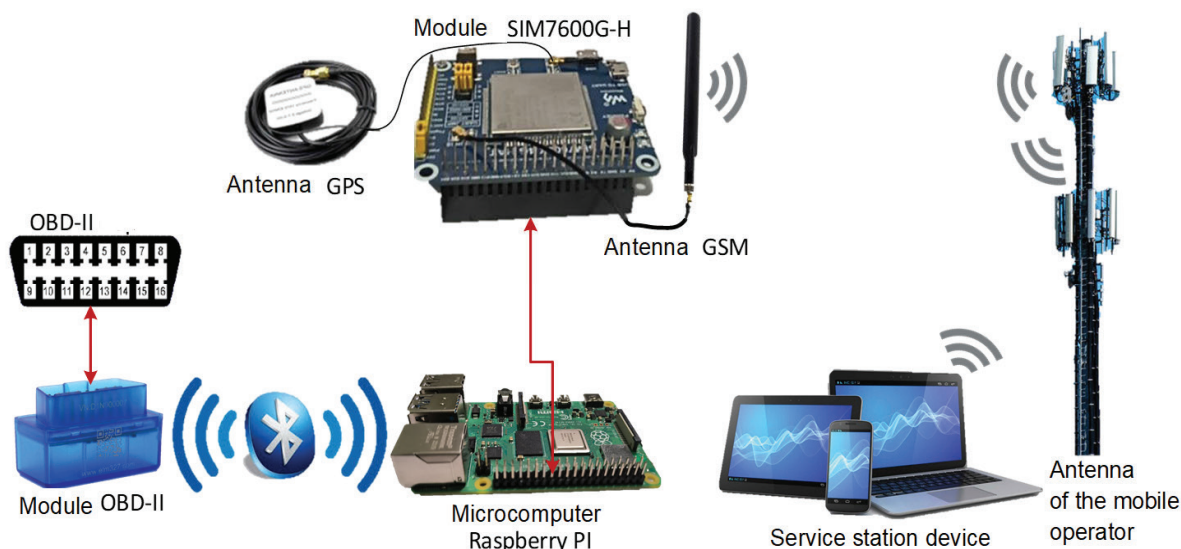 Module SIM7600G-H
Antenna GPS
Antenna GSM
OBD-II
1 2 3 4 5 6 7 8
9 10 11 12 13 14 15 16
Module OBD-II
Microcomputer
Raspberry PI
Service station device
Antenna
of the mobile
operator